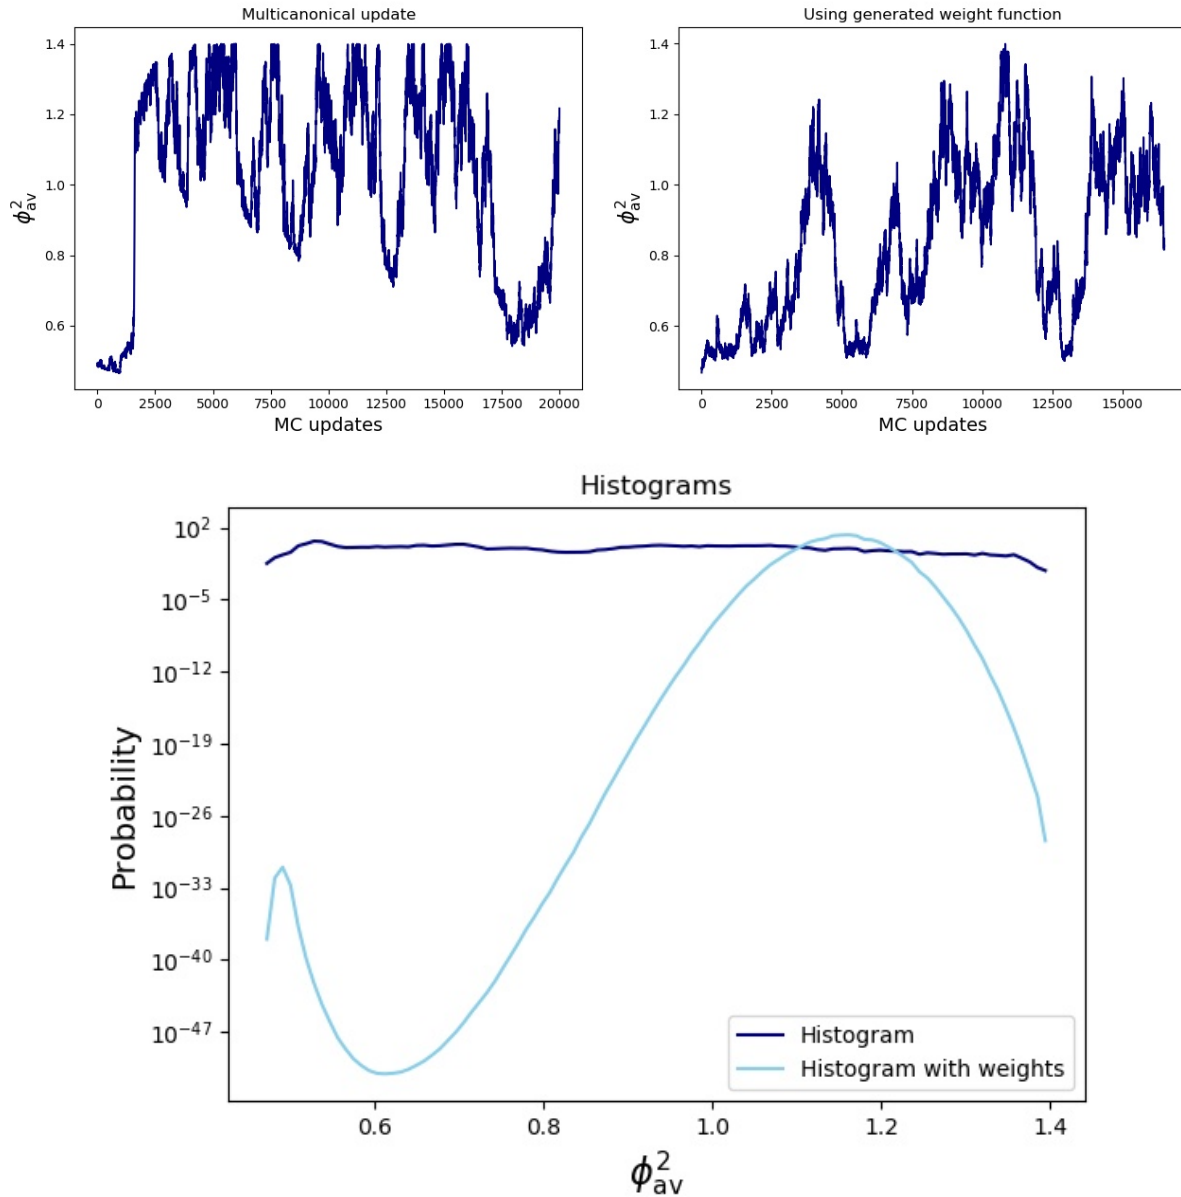 Multicanonical update
ϕ²av
1.4
1.2
1.0
0.8
0.6
0 2500 5000 7500 10000 12500 15000 17500 20000
MC updates
Using generated weight function
ϕ²av
1.4
1.2
1.0
0.8
0.6
0 2500 5000 7500 10000 12500 15000
MC updates
Histograms
Probability
10²
10⁻⁵
10⁻¹²
10⁻¹⁹
10⁻²⁶
10⁻³³
10⁻⁴⁰
10⁻⁴⁷
Histogram
Histogram with weights
0.6 0.8 1.0 1.2 1.4
ϕ²av